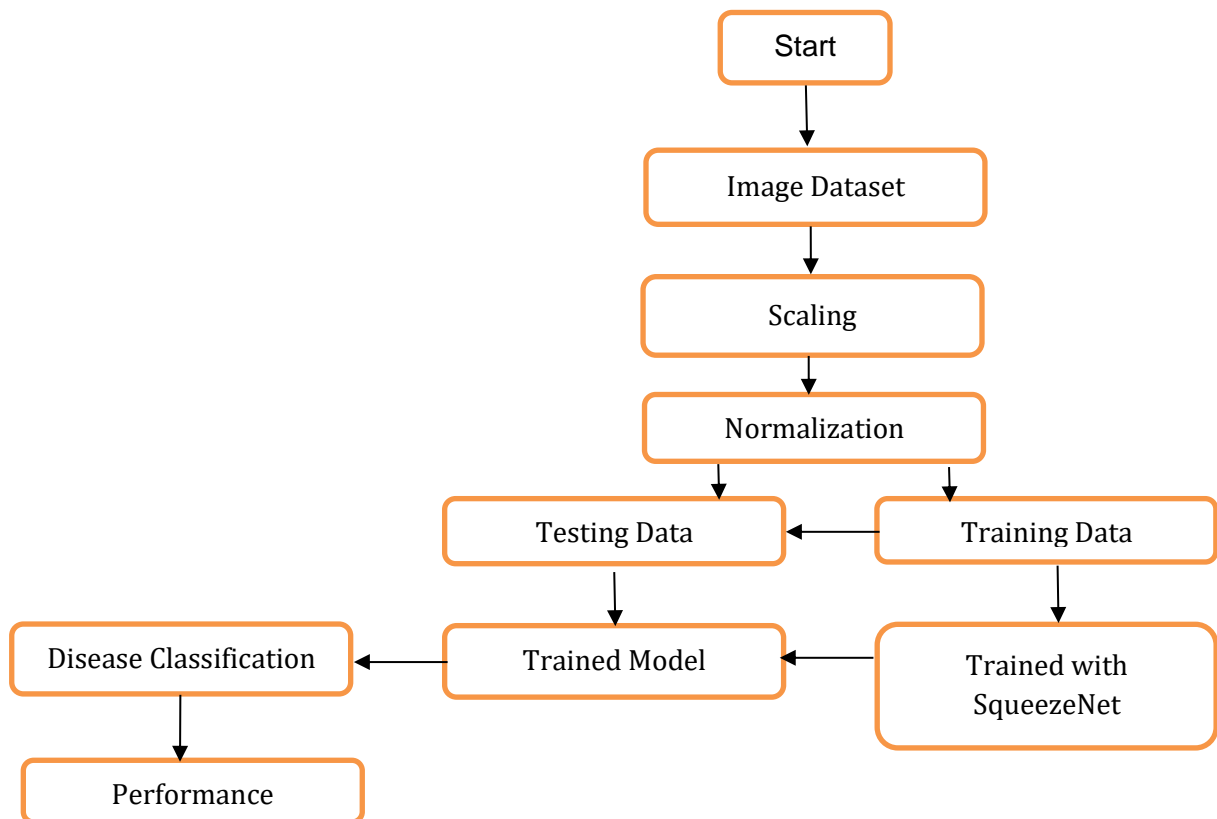 Start
Image Dataset
Scaling
Normalization
Testing Data
Training Data
Disease Classification
Trained Model
Trained with
SqueezeNet
Performance